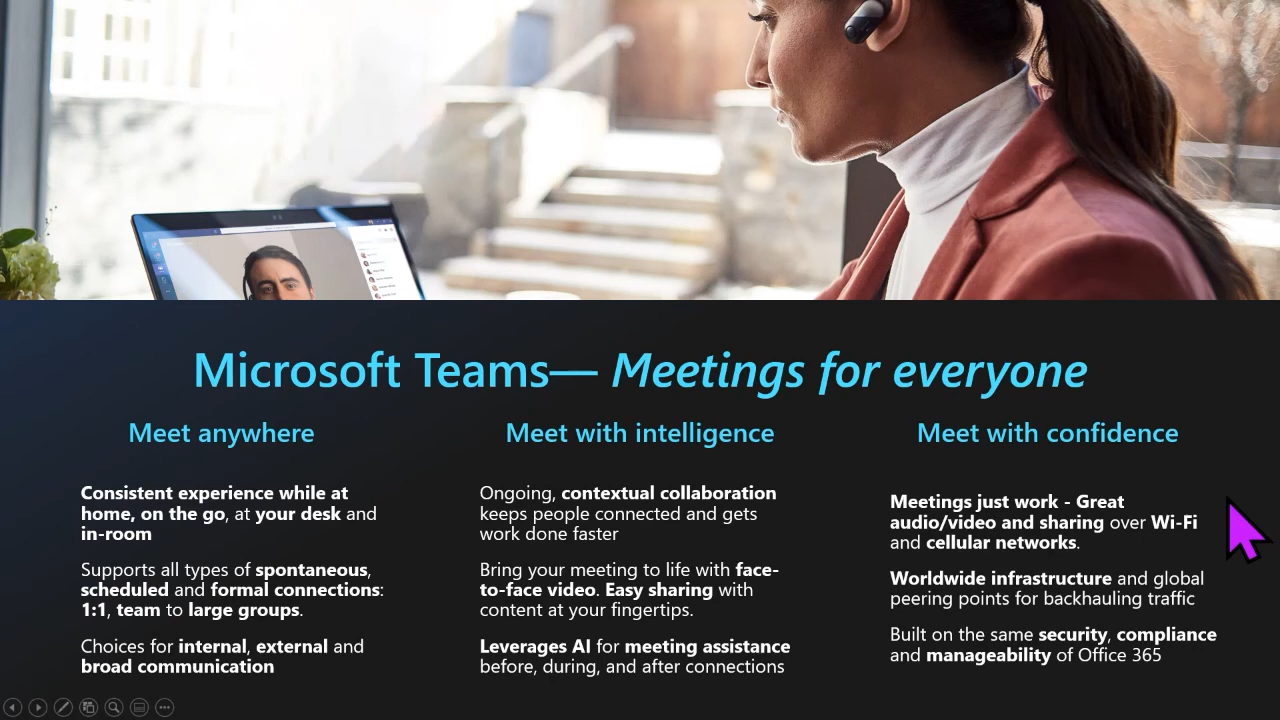 Microsoft Teams— Meetings for everyone
Meet anywhere
Consistent experience while at
home, on the go, at your desk and
in-room
Supports all types of spontaneous,
scheduled and formal connections:
1:1, team to large groups.
Choices for internal, external and
broad communication
Meet with intelligence
Ongoing, contextual collaboration
keeps people connected and gets
work done faster
Bring your meeting to life with face-
to-face video. Easy sharing with
content at your fingertips.
Leverages AI for meeting assistance
before, during, and after connections
Meet with confidence
Meetings just work - Great
audio/video and sharing over Wi-Fi
and cellular networks.
Worldwide infrastructure and global
peering points for backhauling traffic
Built on the same security, compliance
and manageability of Office 365